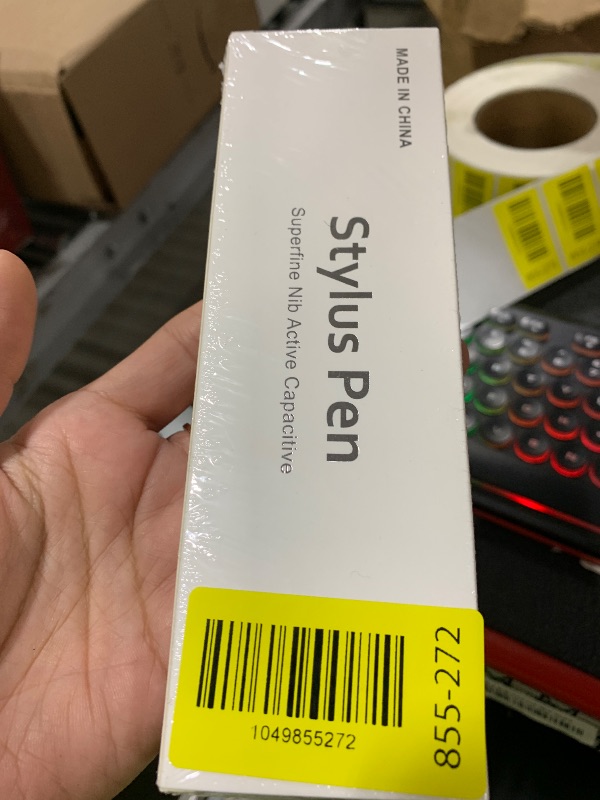 MADE IN CHINA
Stylus Pen
Superfine Nib Active Capacitive
1049855272
855-272